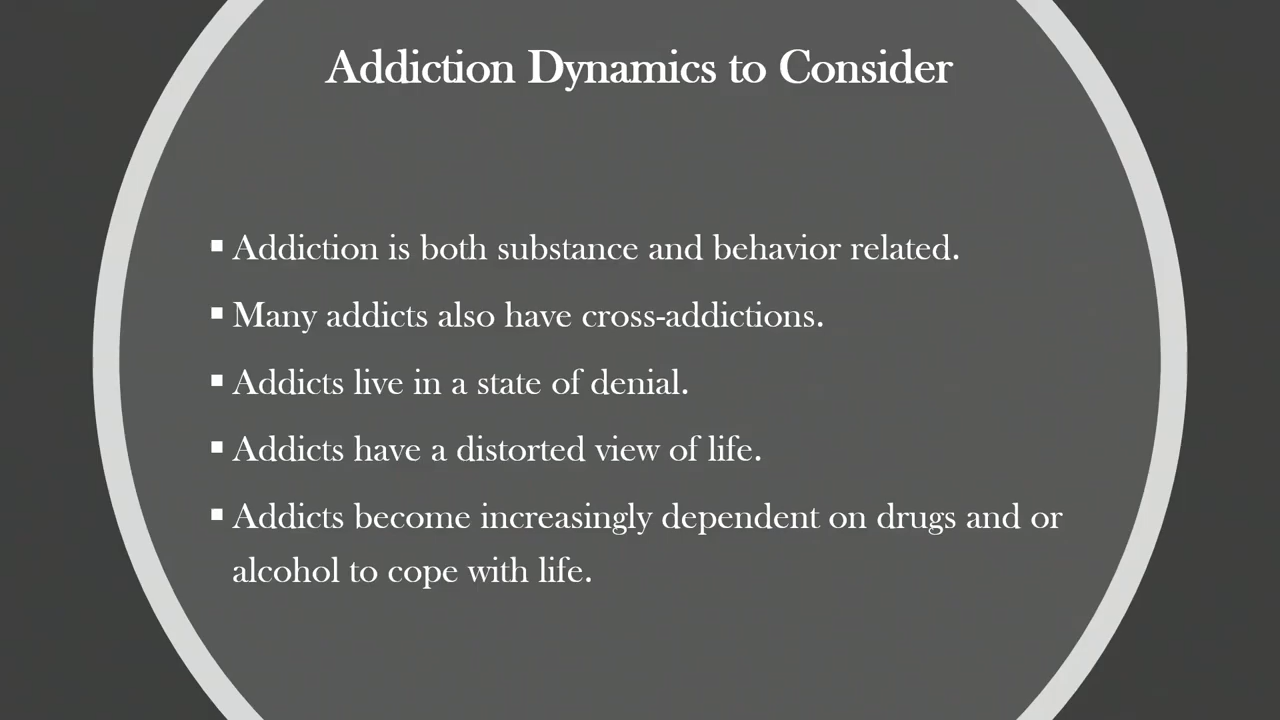 Addiction Dynamics to Consider
▪ Addiction is both substance and behavior related.
▪ Many addicts also have cross-addictions.
▪ Addicts live in a state of denial.
▪ Addicts have a distorted view of life.
▪ Addicts become increasingly dependent on drugs and or
alcohol to cope with life.